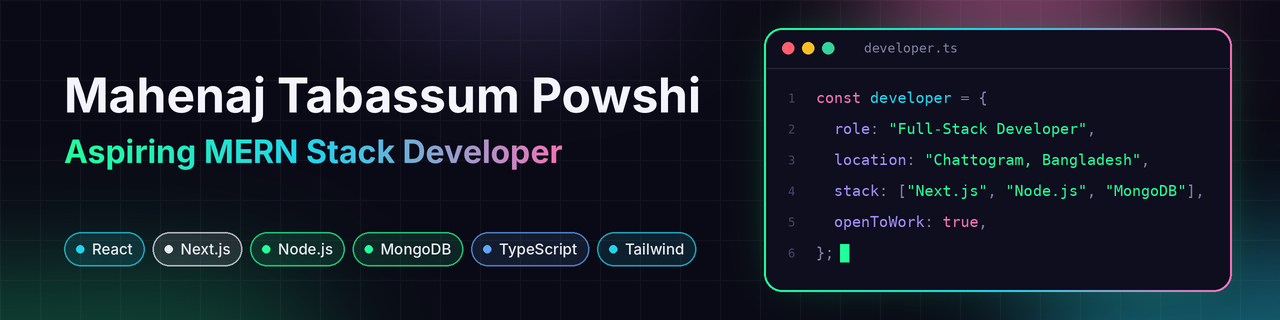 Mahenaj Tabassum Powshi
Aspiring MERN Stack Developer
React Next.js Node.js MongoDB TypeScript Tailwind
developer.ts
1 const developer = {
2 role: "Full-Stack Developer",
3 location: "Chattogram, Bangladesh",
4 stack: ["Next.js", "Node.js", "MongoDB"],
5 openToWork: true,
6 };